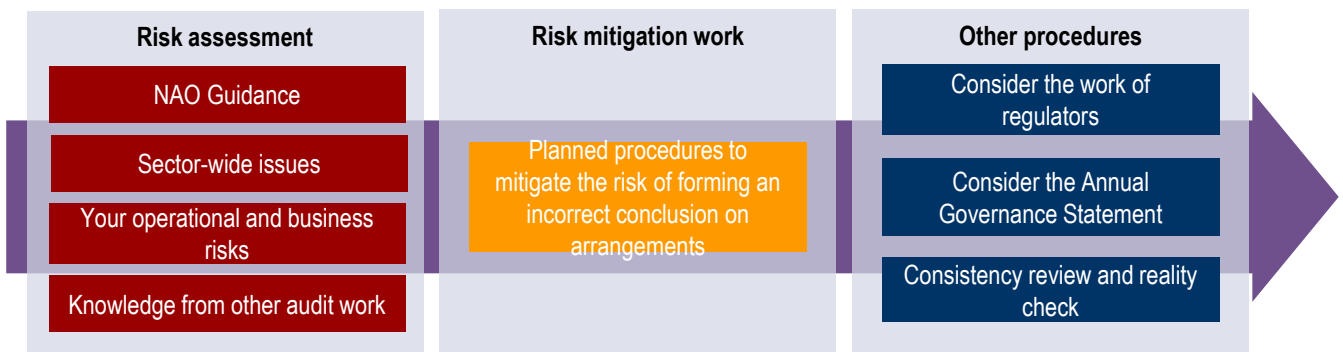 Risk assessment
NAO Guidance
Sector-wide issues
Your operational and business
risks
Knowledge from other audit work
Risk mitigation work
Planned procedures to
mitigate the risk of forming an
incorrect conclusion on
arrangements
Other procedures
Consider the work of
regulators
Consider the Annual
Governance Statement
Consistency review and reality
check